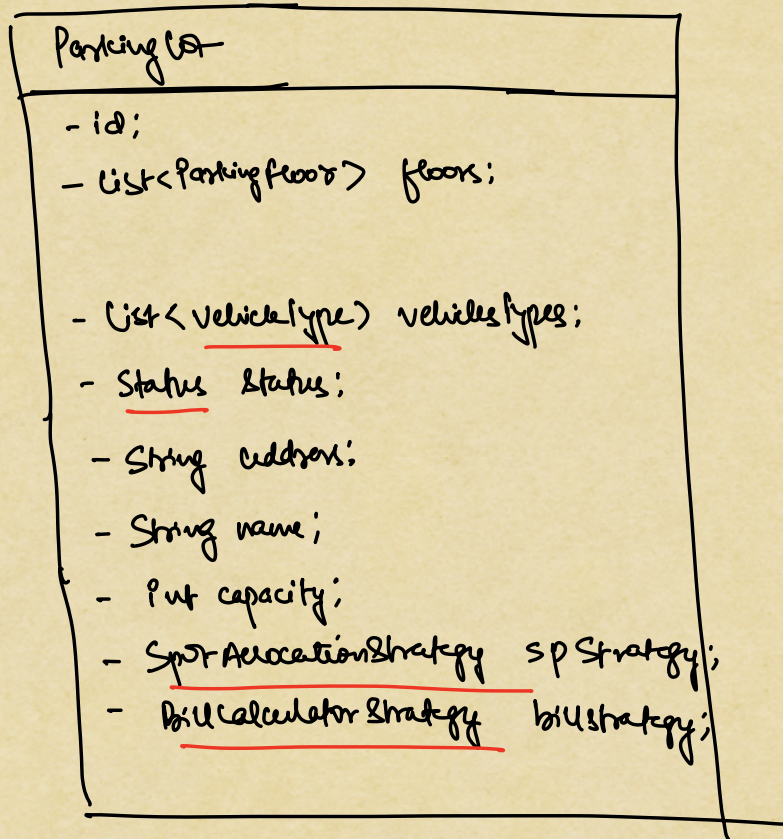 ParkingLot
- id;
- List<ParkingFloor> floors;
- List<VehicleType> vehiclesTypes;
- Status status;
- String address;
- String name;
- int capacity;
- SpotAllocationStrategy spStrategy;
- BillCalculatorStrategy billStrategy;